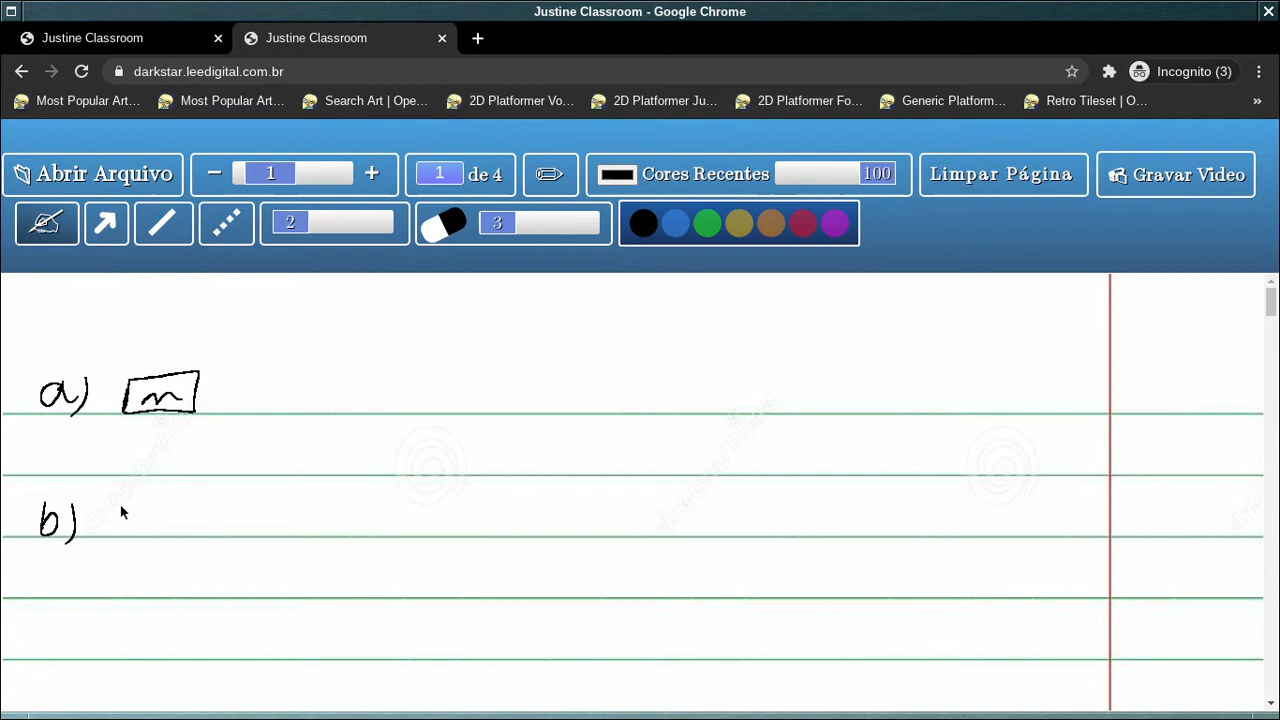 Justine Classroom - Google Chrome
Justine Classroom
Justine Classroom
darkstar.leedigital.com.br
Incognito (3)
Most Popular Art...
Most Popular Art...
Search Art | Ope...
2D Platformer Vo...
2D Platformer Ju...
2D Platformer Fo...
Generic Platform...
Retro Tileset | O...
»
Abrir Arquivo
− 1 +
1 de 4
Cores Recentes 100
Limpar Página
Gravar Video
2
3
a) m
b)